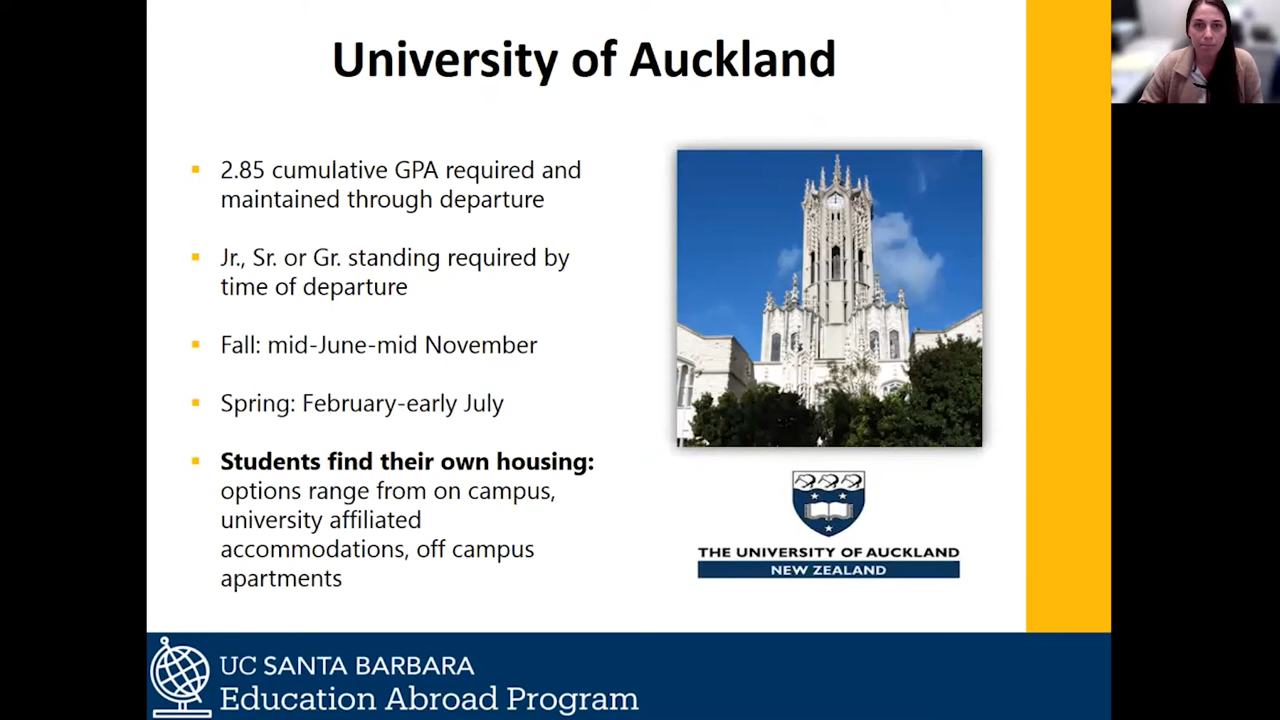 University of Auckland
2.85 cumulative GPA required and
maintained through departure
Jr., Sr. or Gr. standing required by
time of departure
Fall: mid-June-mid November
Spring: February-early July
Students find their own housing:
options range from on campus,
university affiliated
accommodations, off campus
apartments
THE UNIVERSITY OF AUCKLAND
NEW ZEALAND
UC SANTA BARBARA
Education Abroad Program